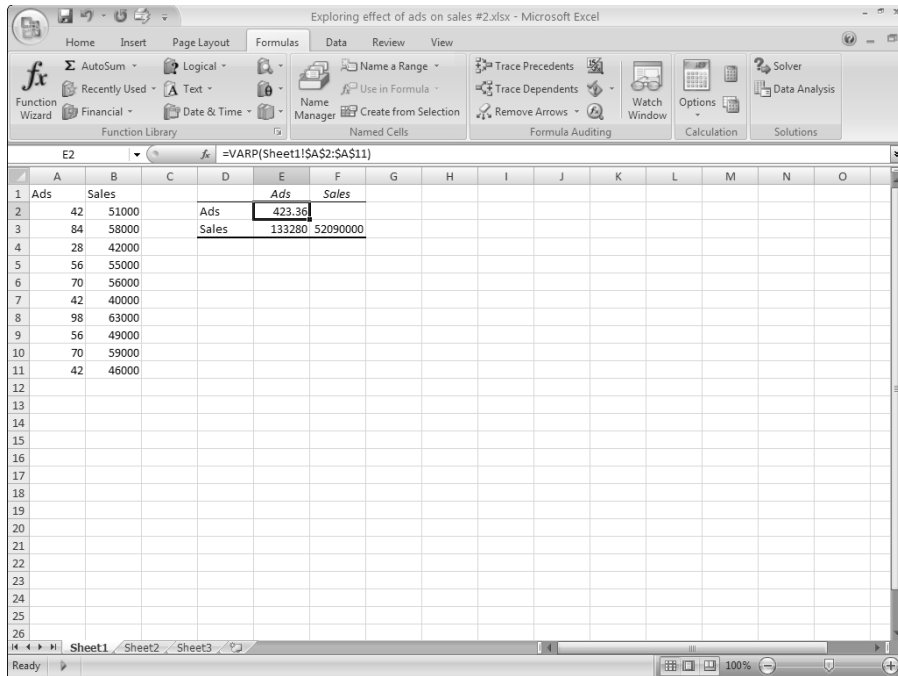 Exploring effect of ads on sales #2.xlsx - Microsoft Excel
Home Insert Page Layout Formulas Data Review View
fx Function Wizard
Σ AutoSum
Recently Used
Financial
Logical
A Text
Date & Time
θ
Function Library
Name Manager
Name a Range
Use in Formula
Create from Selection
Named Cells
Trace Precedents
Trace Dependents
Remove Arrows
Watch Window
Formula Auditing
Options
Calculation
Solver
Data Analysis
Solutions
E2 fx =VARP(Sheet1!$A$2:$A$11)
A B C D E F G H I J K L M N O
1 Ads Sales Ads Sales
2 42 51000 Ads 423.36
3 84 58000 Sales 133280 52090000
4 28 42000
5 56 55000
6 70 56000
7 42 40000
8 98 63000
9 56 49000
10 70 59000
11 42 46000
12
13
14
15
16
17
18
19
20
21
22
23
24
25
26
Sheet1 Sheet2 Sheet3
Ready 100%